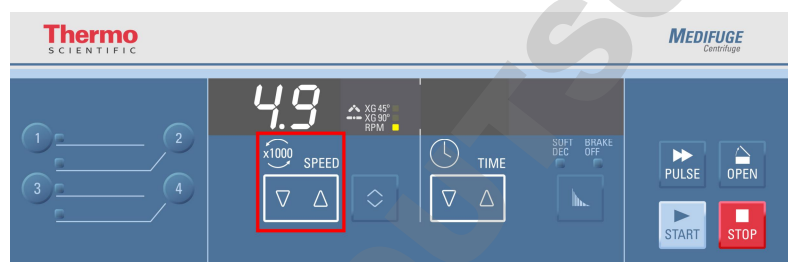 Thermo
SCIENTIFIC
MEDIFUGE
Centrifuge
4.9
XG 45°
XG 90°
RPM
1
2
3
4
x1000 SPEED
TIME
SOFT DEC
BRAKE OFF
PULSE
OPEN
START
STOP